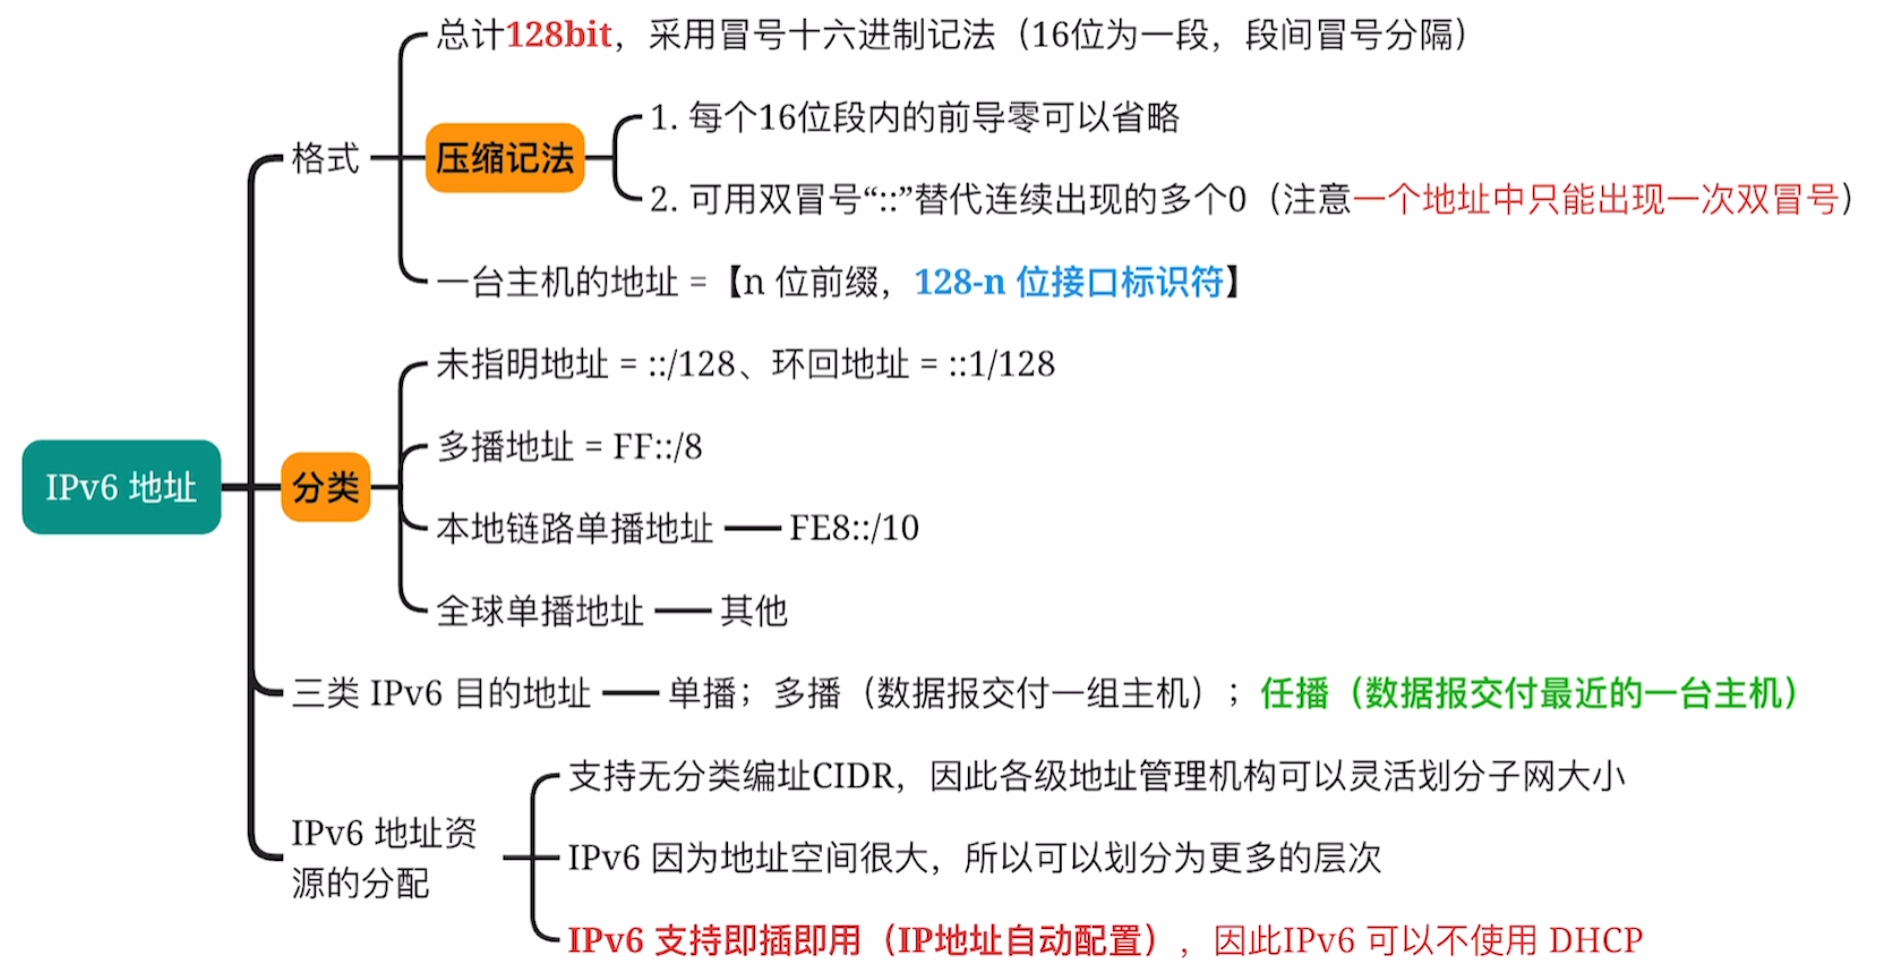 总计128bit，采用冒号十六进制记法（16位为一段，段间冒号分隔）
1. 每个16位段内的前导零可以省略
格式
压缩记法
2. 可用双冒号“::”替代连续出现的多个0（注意一个地址中只能出现一次双冒号）
一台主机的地址 =【n 位前缀，128-n 位接口标识符】
未指明地址 = ::/128、环回地址 = ::1/128
多播地址 = FF::/8
IPv6 地址
分类
本地链路单播地址
FE8::/10
全球单播地址
其他
三类 IPv6 目的地址
单播；多播（数据报交付一组主机）；任播（数据报交付最近的一台主机）
支持无分类编址CIDR，因此各级地址管理机构可以灵活划分子网大小
IPv6 地址资
源的分配
IPv6 因为地址空间很大，所以可以划分为更多的层次
IPv6 支持即插即用（IP地址自动配置），因此IPv6 可以不使用 DHCP